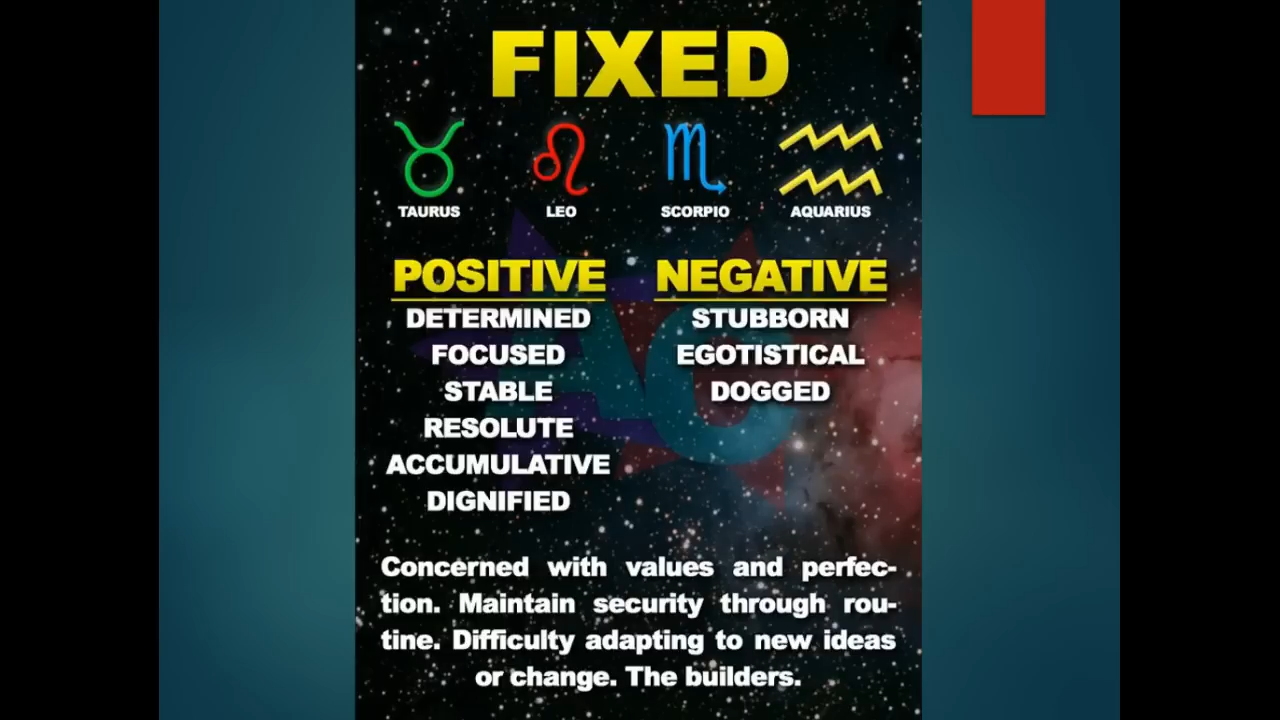 FIXED
TAURUS LEO SCORPIO AQUARIUS
POSITIVE NEGATIVE
DETERMINED STUBBORN
FOCUSED EGOTISTICAL
STABLE DOGGED
RESOLUTE
ACCUMULATIVE
DIGNIFIED
Concerned with values and perfec-
tion. Maintain security through rou-
tine. Difficulty adapting to new ideas
or change. The builders.
AC